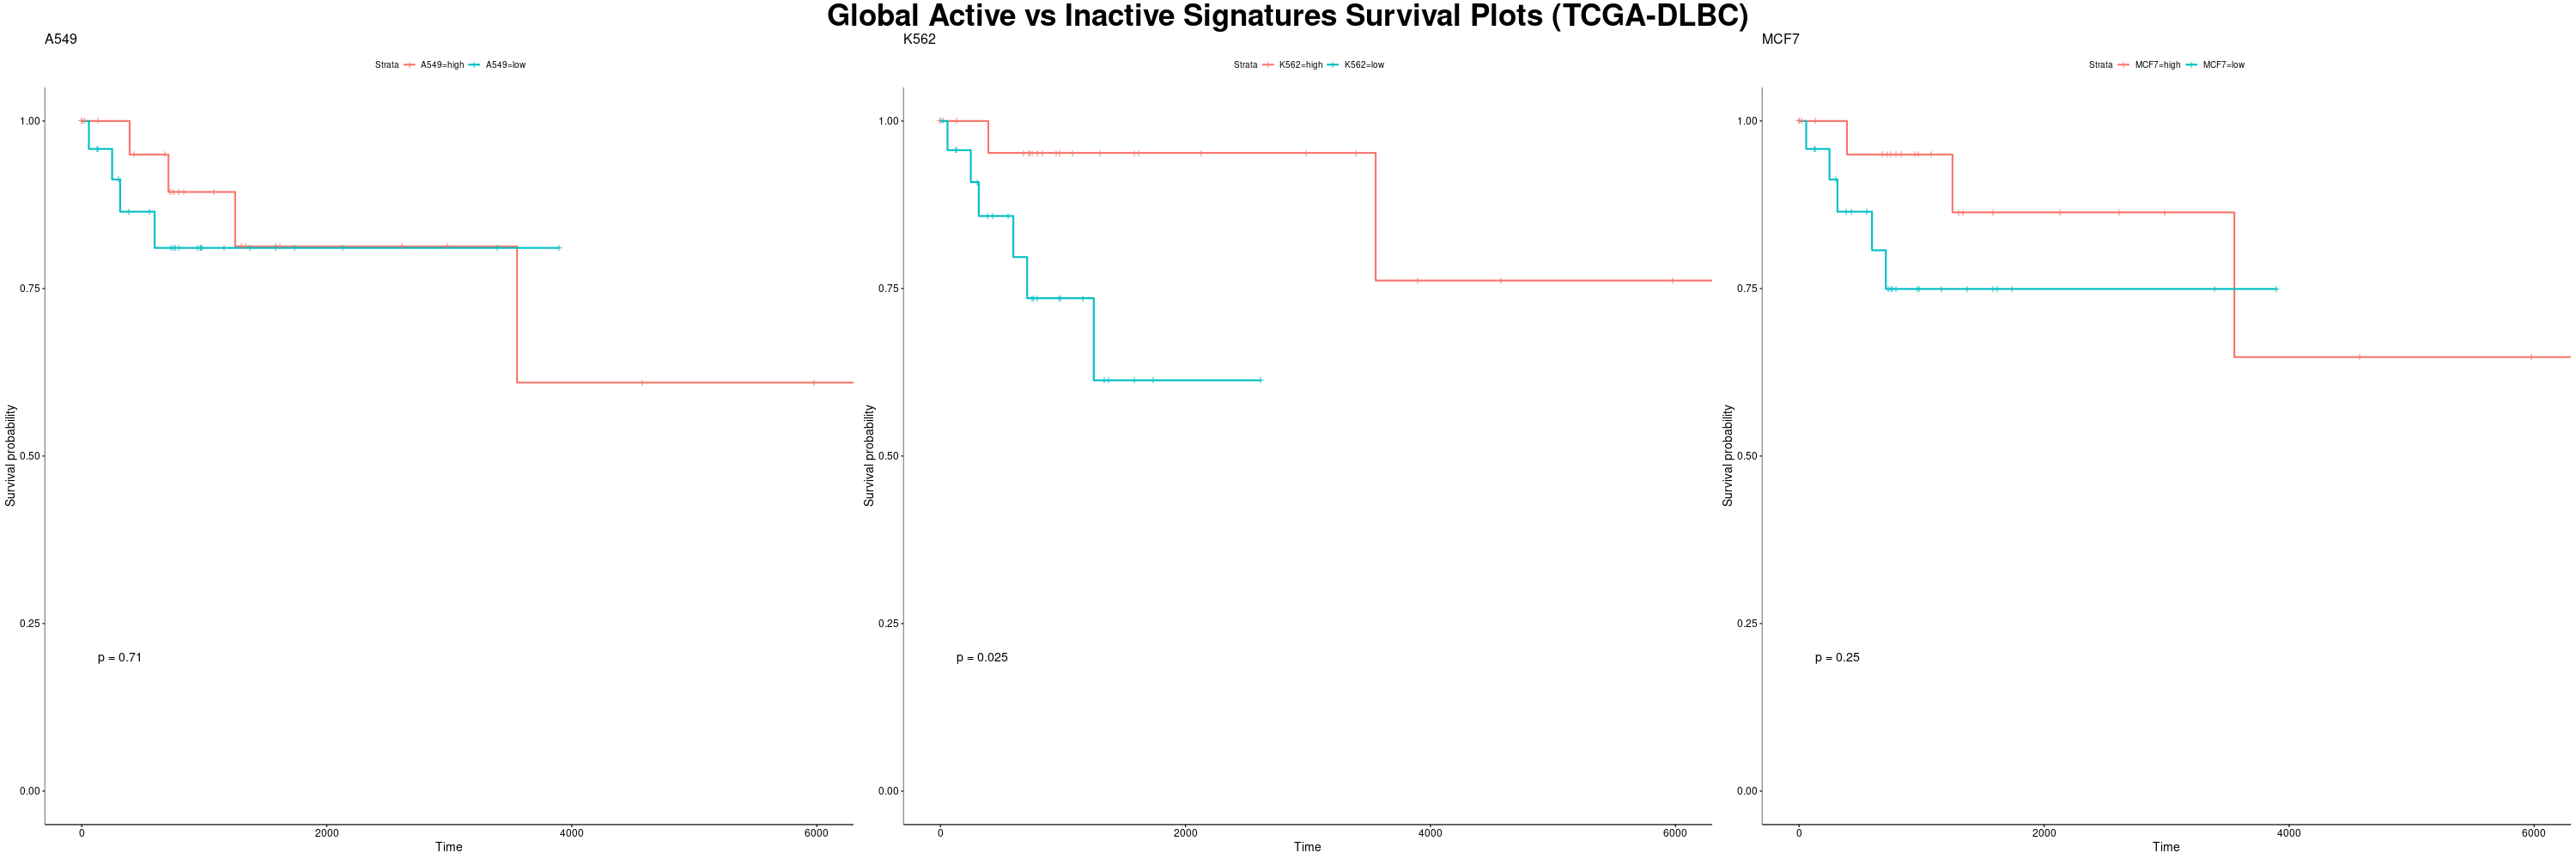 Global Active vs Inactive Signatures Survival Plots (TCGA-DLBC)
A549
Strata A549=high A549=low
1.00
0.75
0.50
0.25
0.00
Survival probability
p = 0.71
0 2000 4000 6000
Time
K562
Strata K562=high K562=low
1.00
0.75
0.50
0.25
0.00
Survival probability
p = 0.025
0 2000 4000 6000
Time
MCF7
Strata MCF7=high MCF7=low
1.00
0.75
0.50
0.25
0.00
Survival probability
p = 0.25
0 2000 4000 6000
Time